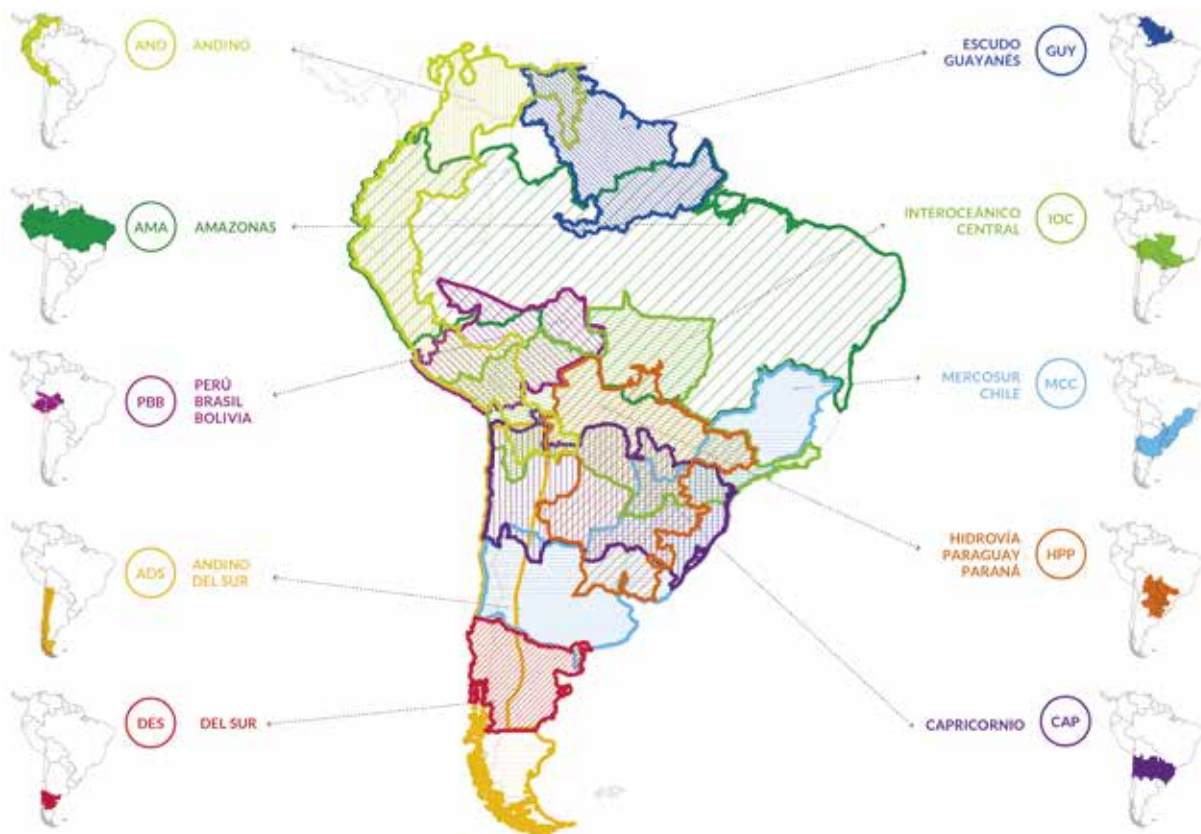 AND
ANDINO
ESCUDO
GUAYANÉS
GUY
AMA
AMAZONAS
INTEROCEÁNICO
CENTRAL
IOC
PBB
PERÚ
BRASIL
BOLIVIA
MERCOSUR
CHILE
MCC
ADS
ANDINO
DEL SUR
HIDROVÍA
PARAGUAY
PARANÁ
HPP
DES
DEL SUR
CAPRICORNIO
CAP